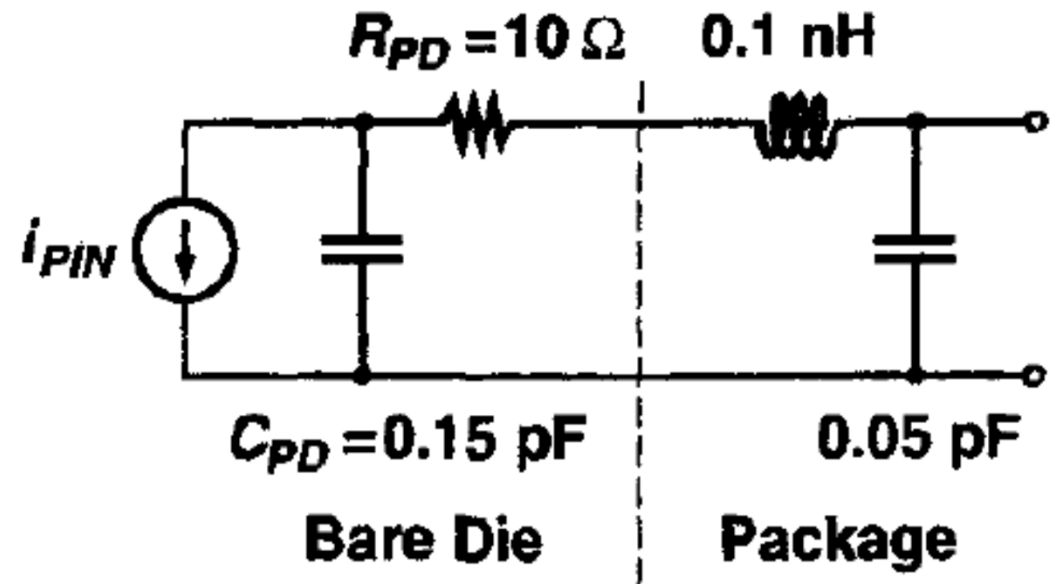 R_PD = 10 Ω 0.1 nH
i_PIN
C_PD = 0.15 pF 0.05 pF
Bare Die Package